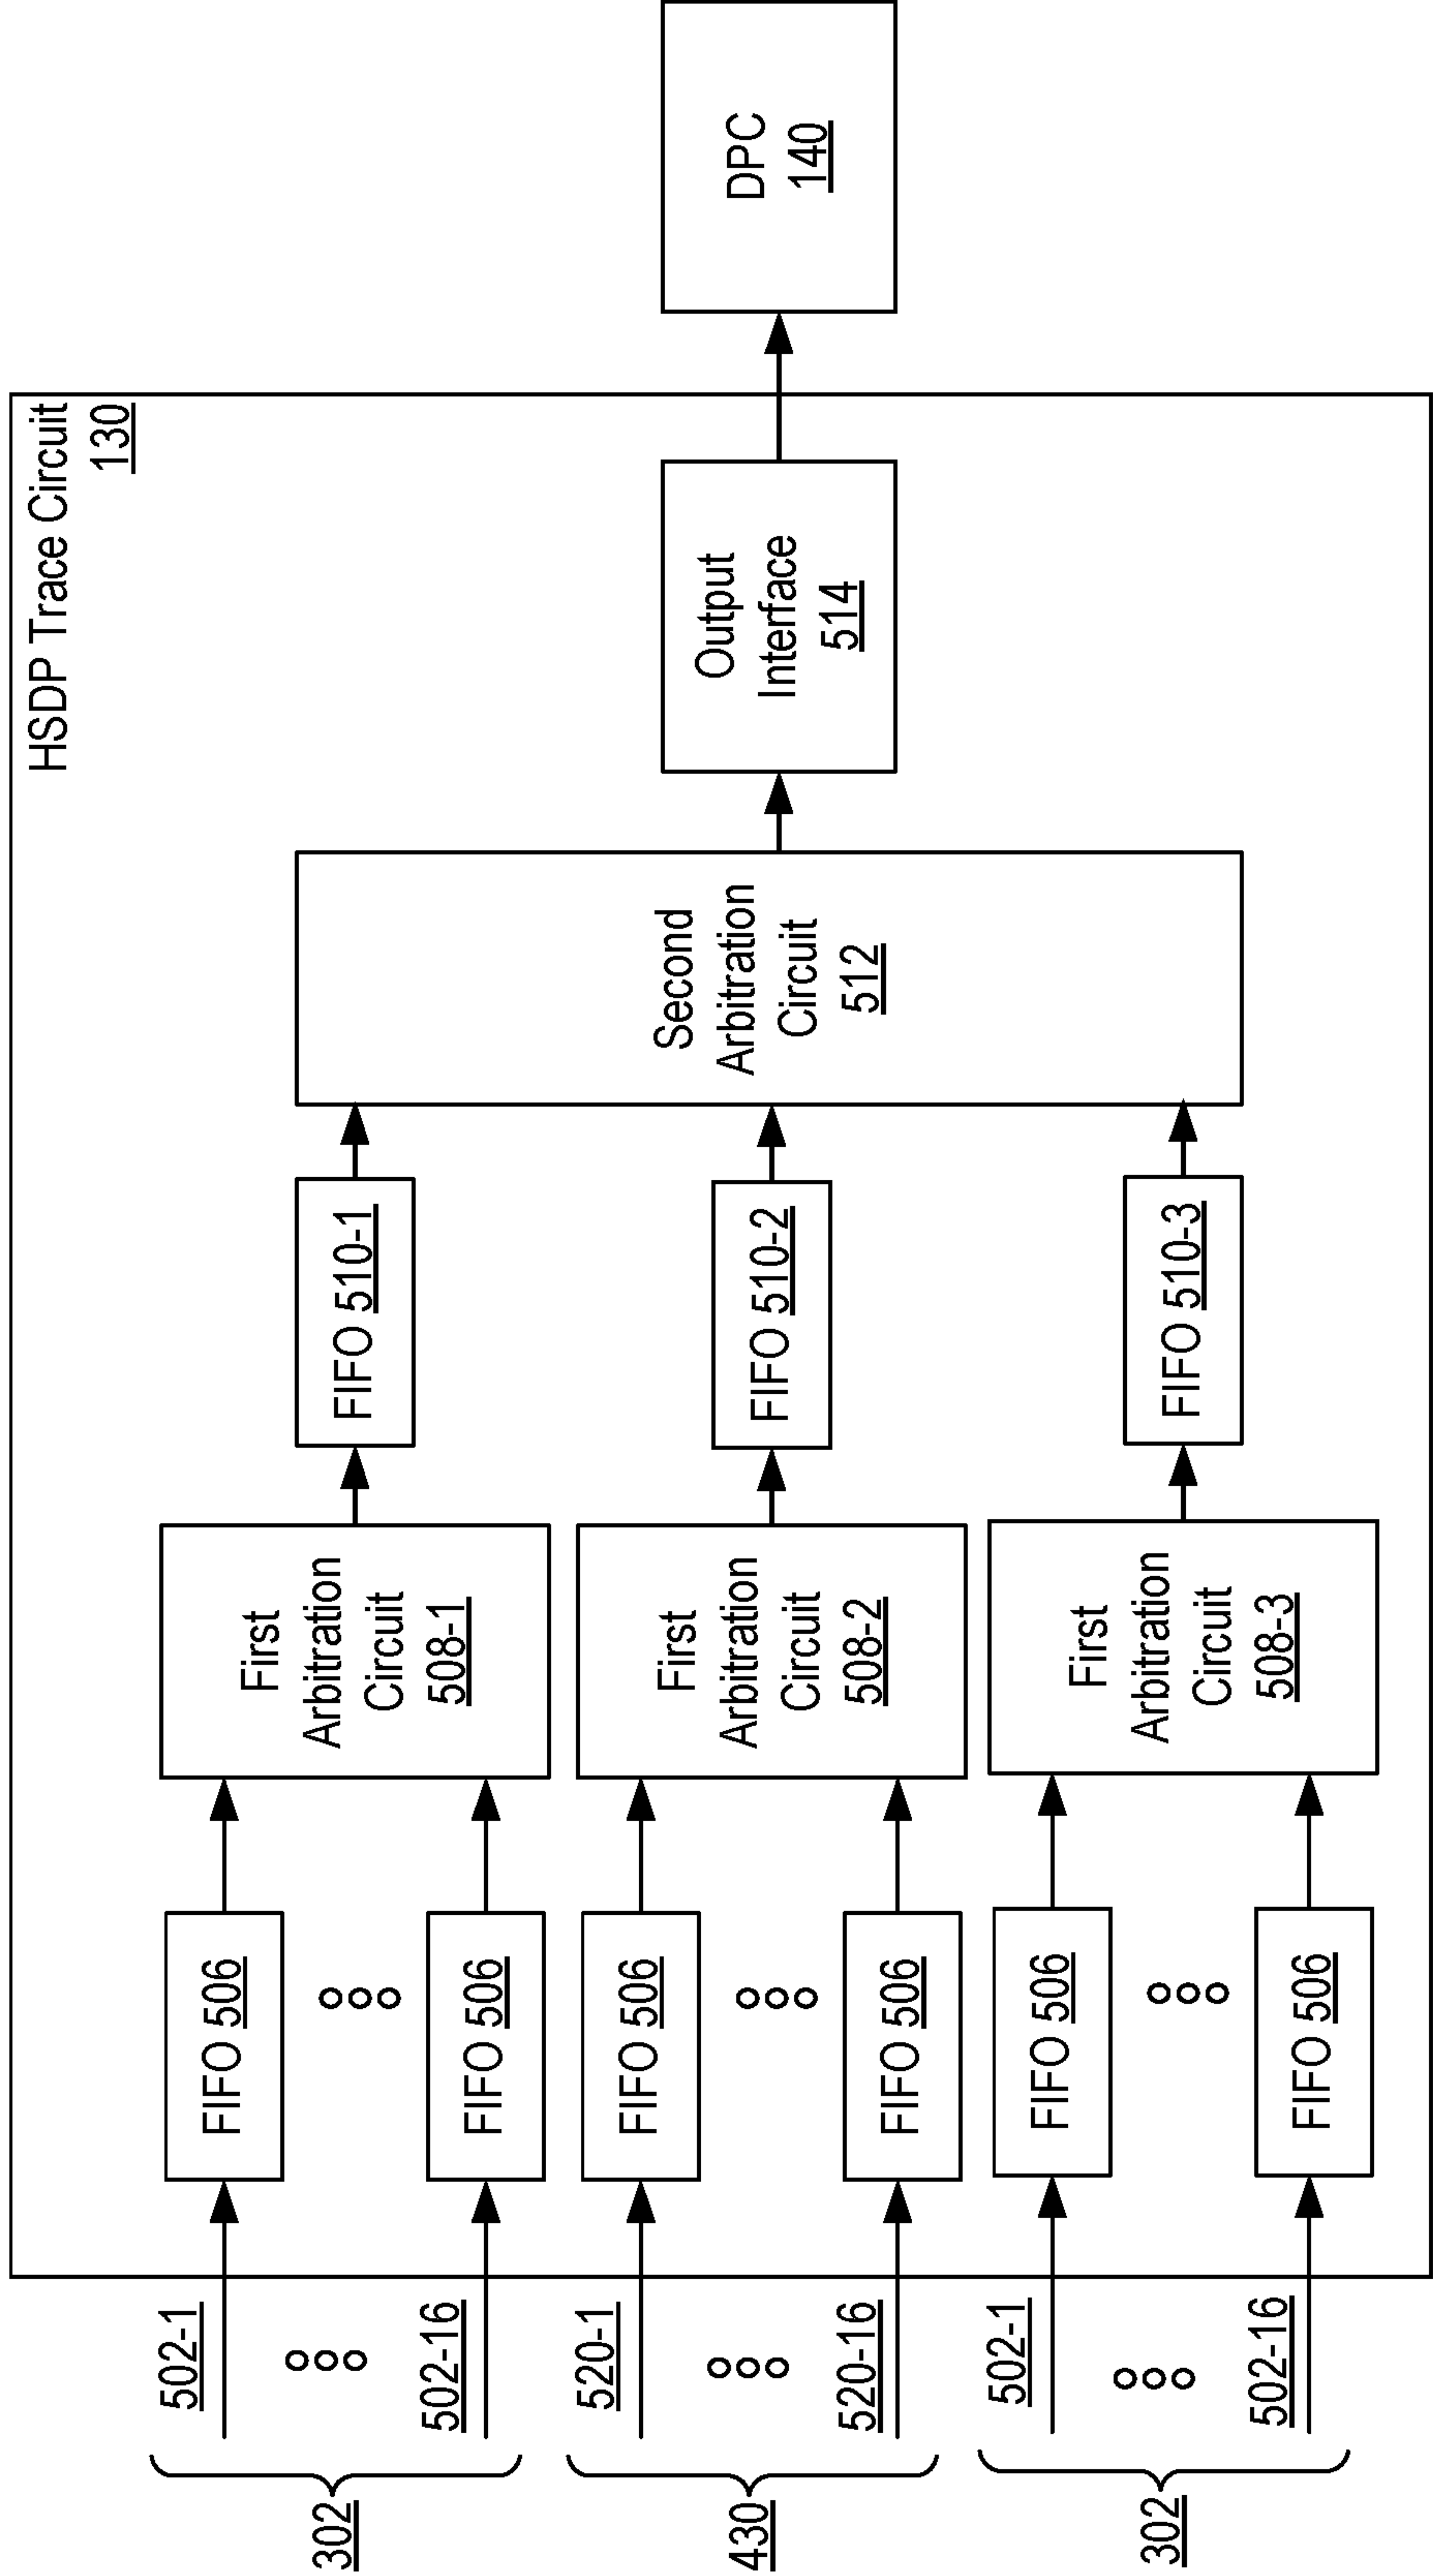 HSDP Trace Circuit
130
302
502-1
502-16
FIFO 506
FIFO 506
First
Arbitration
Circuit
508-1
FIFO 510-1
430
520-1
520-16
FIFO 506
FIFO 506
First
Arbitration
Circuit
508-2
FIFO 510-2
302
502-1
502-16
FIFO 506
FIFO 506
First
Arbitration
Circuit
508-3
FIFO 510-3
Second
Arbitration
Circuit
512
Output
Interface
514
DPC
140